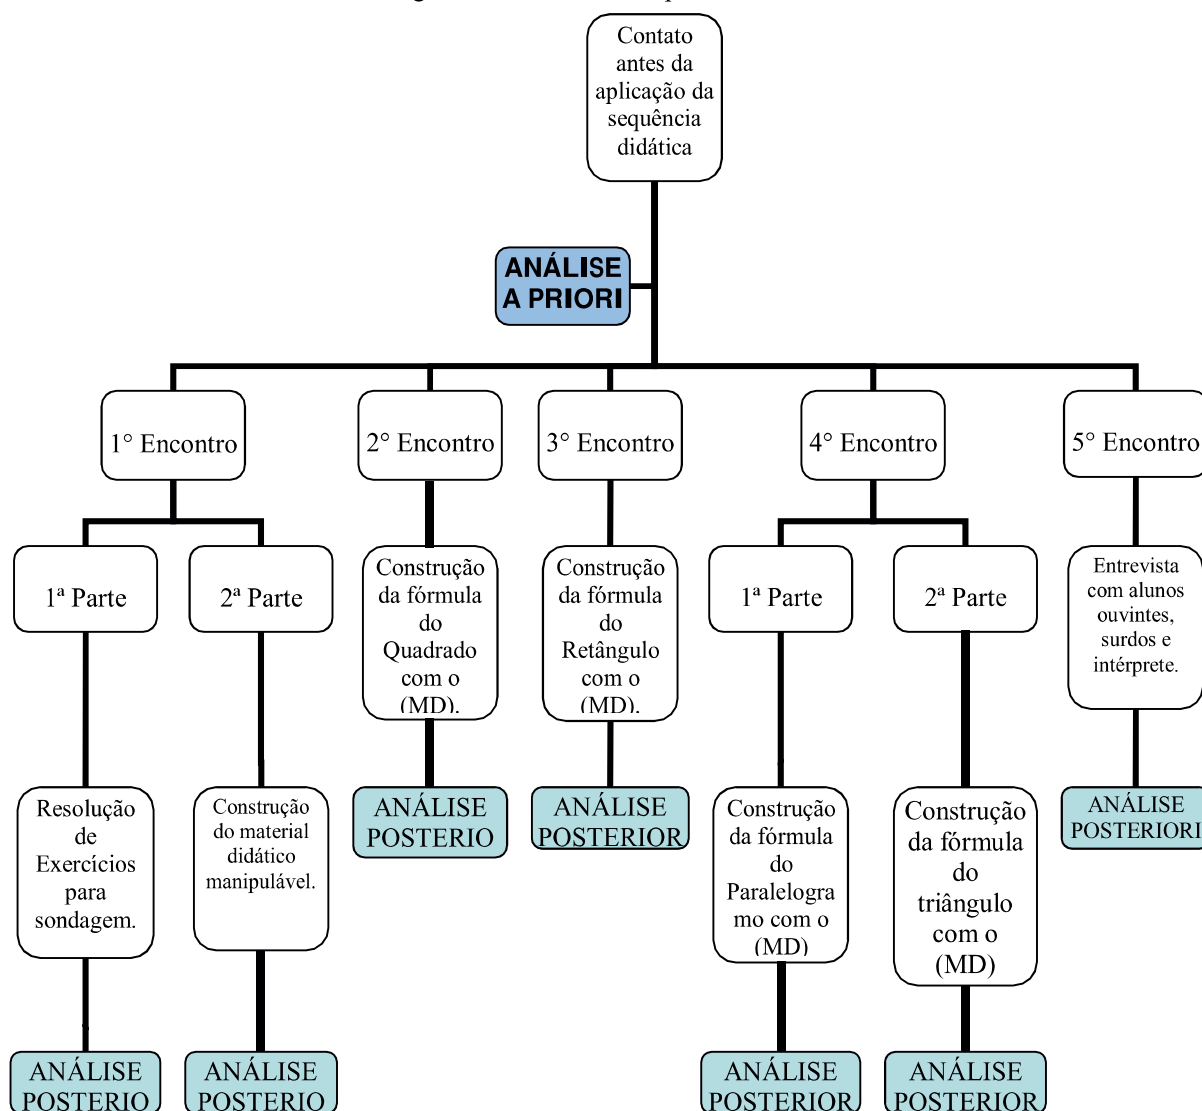 Contato
antes da
aplicação da
sequência
didática
ANÁLISE
A PRIORI
1° Encontro
2° Encontro
3° Encontro
4° Encontro
5° Encontro
1ª Parte
2ª Parte
Construção
da fórmula
do
Quadrado
com o
(MD).
Construção
da fórmula
do
Retângulo
com o
(MD).
1ª Parte
2ª Parte
Entrevista
com alunos
ouvintes,
surdos e
intérprete.
Resolução
de
Exercícios
para
sondagem.
Construção
do material
didático
manipulável.
ANÁLISE
POSTERIO
ANÁLISE
POSTERIOR
Construção
da fórmula
do
Paralelogra
mo com o
(MD)
Construção
da fórmula
do
triângulo
com o
(MD)
ANÁLISE
POSTERIORI
ANÁLISE
POSTERIO
ANÁLISE
POSTERIO
ANÁLISE
POSTERIOR
ANÁLISE
POSTERIOR